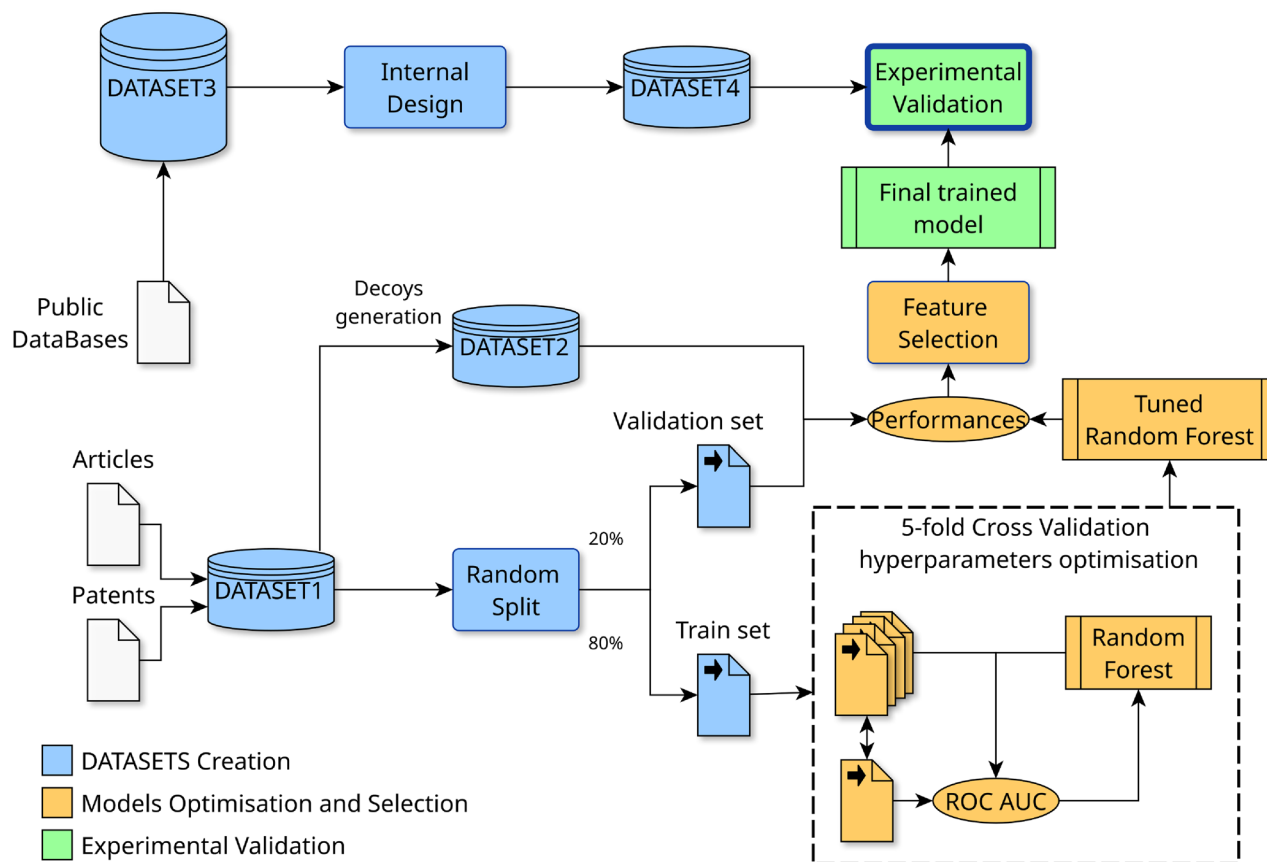 DATASET3
Internal
Design
DATASET4
Experimental
Validation
Final trained
model
Public
DataBases
Decoys
generation
DATASET2
Feature
Selection
Performances
Tuned
Random Forest
Validation set
Articles
Patents
DATASET1
Random
Split
20%
80%
Train set
5-fold Cross Validation
hyperparameters optimisation
Random
Forest
ROC AUC
DATASETS Creation
Models Optimisation and Selection
Experimental Validation